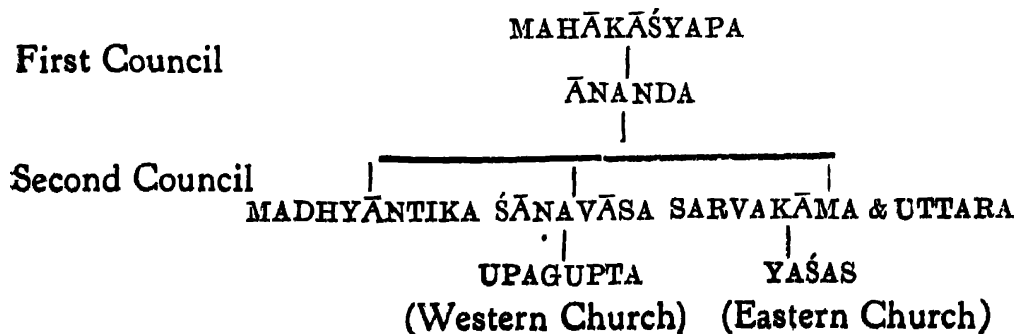 MAHĀKĀŚYAPA
First Council
ĀNANDA
Second Council
MADHYĀNTIKA ŚĀNAVĀSA SARVAKĀMA & UTTARA
UPAGUPTA YAŚAS
(Western Church) (Eastern Church)